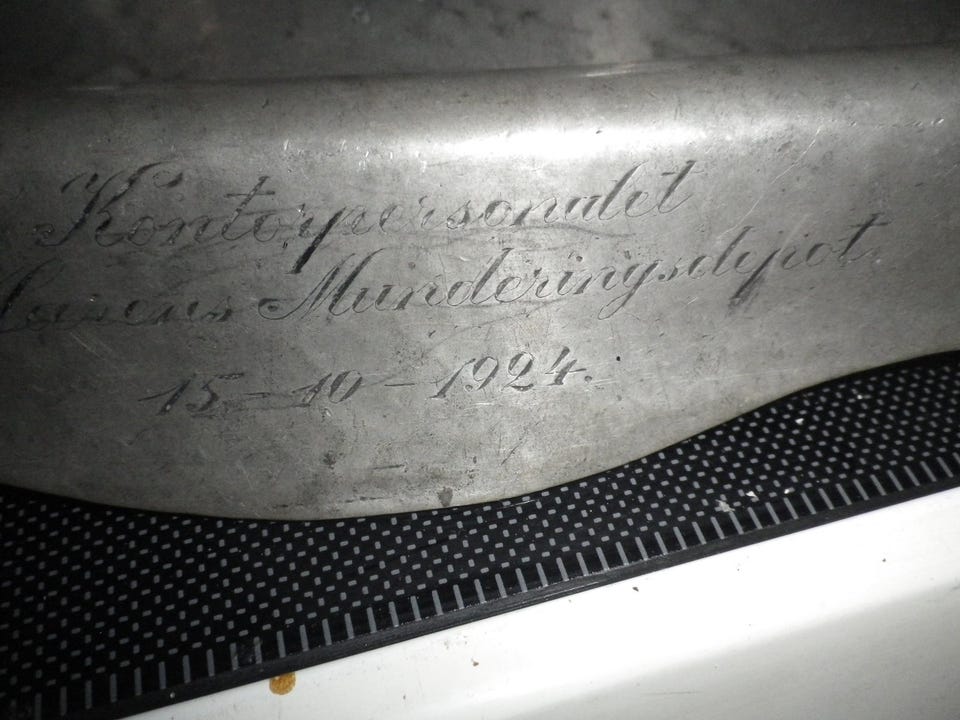 Kontorpersonalet
Munderingsdepot.
15-10-1924.